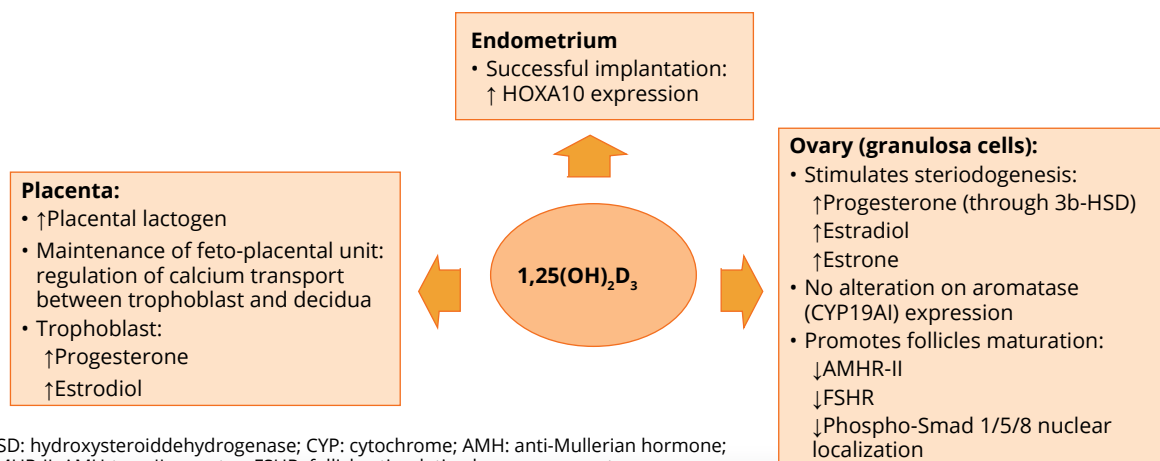 Endometrium
• Successful implantation:
↑ HOXA10 expression
Placenta:
• ↑Placental lactogen
• Maintenance of feto-placental unit:
regulation of calcium transport
between trophoblast and decidua
• Trophoblast:
↑Progesterone
↑Estrodiol
1,25(OH)₂D₃
Ovary (granulosa cells):
• Stimulates steriodogenesis:
↑Progesterone (through 3b-HSD)
↑Estradiol
↑Estrone
• No alteration on aromatase
(CYP19AI) expression
• Promotes follicles maturation:
↓AMHR-II
↓FSHR
↓Phospho-Smad 1/5/8 nuclear
localization
SD: hydroxysteroiddehydrogenase; CYP: cytochrome; AMH: anti-Mullerian hormone;